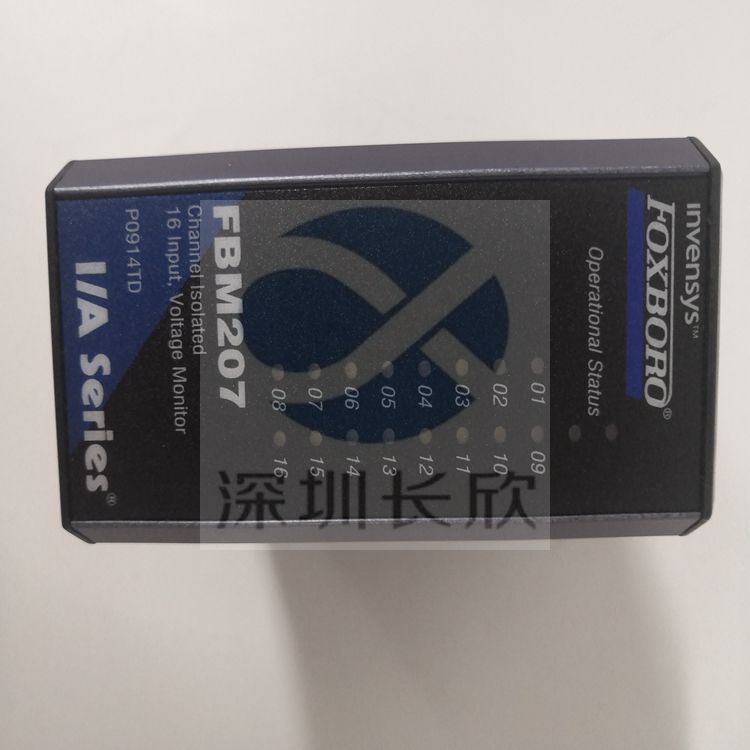 invensys™
FOXBORO®
Operational Status
01 09
02 10
03 11
04 12
05 13
06 14
07 15
08 16
FBM207
Channel Isolated
16 Input, Voltage Monitor
P0914TD
I/A Series®
深圳长欣